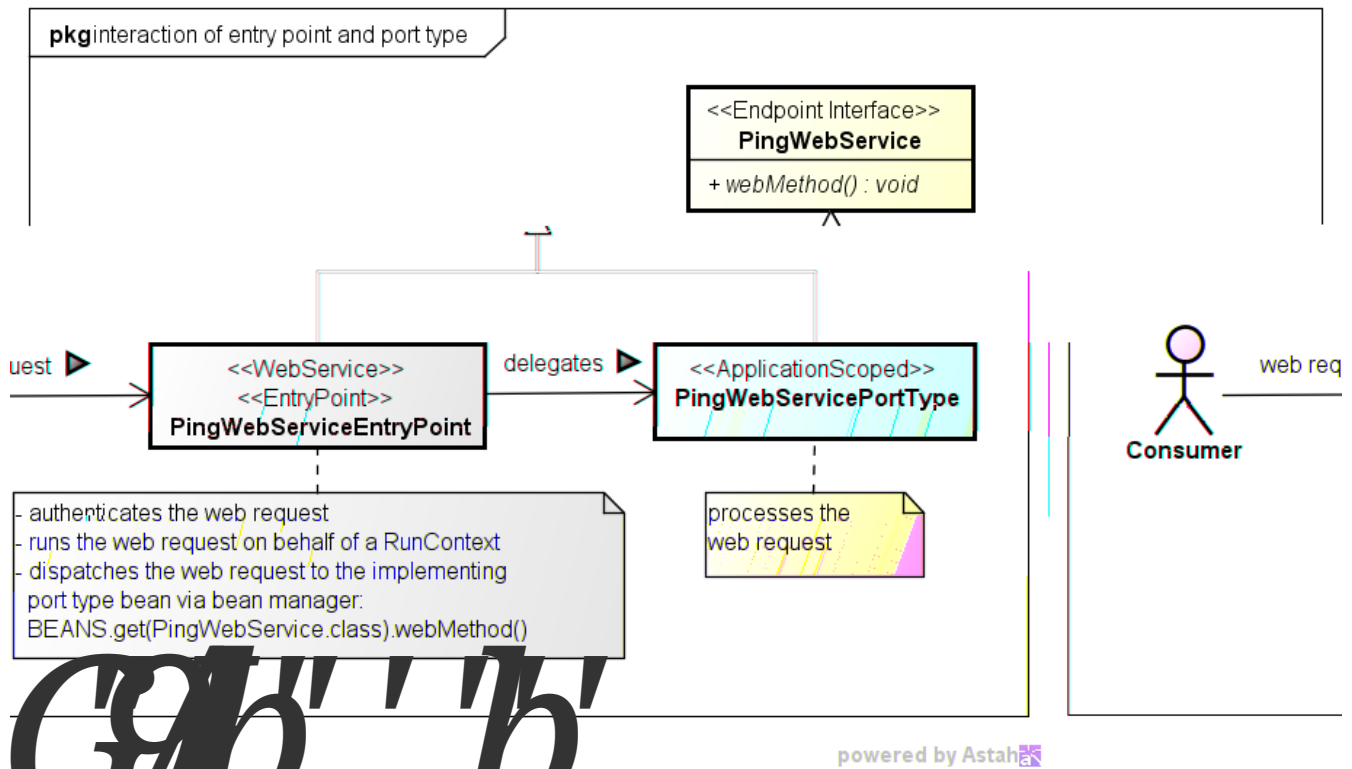 pkg interaction of entry point and port type
<<Endpoint Interface>>
PingWebService
+ webMethod() : void
uest
<<WebService>>
<<EntryPoint>>
PingWebServiceEntryPoint
delegates
<<ApplicationScoped>>
PingWebServicePortType
web req
Consumer
- authenticates the web request
- runs the web request on behalf of a RunContext
- dispatches the web request to the implementing
port type bean via bean manager:
BEANS.get(PingWebService.class).webMethod()
processes the
web request
powered by Astah